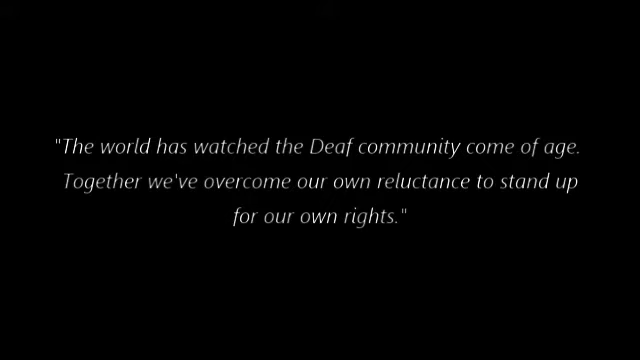 "The world has watched the Deaf community come of age.
Together we've overcome our own reluctance to stand up
for our own rights."